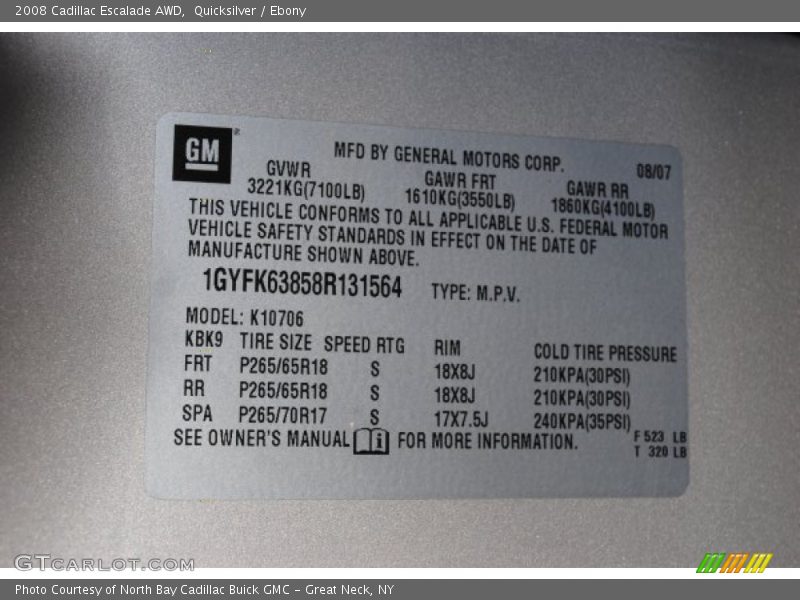 2008 Cadillac Escalade AWD,  Quicksilver / Ebony
GM®
MFD BY GENERAL MOTORS CORP.
08/07
GVWR GAWR FRT GAWR RR
3221KG(7100LB) 1610KG(3550LB) 1860KG(4100LB)
THIS VEHICLE CONFORMS TO ALL APPLICABLE U.S. FEDERAL MOTOR
VEHICLE SAFETY STANDARDS IN EFFECT ON THE DATE OF
MANUFACTURE SHOWN ABOVE.
1GYFK63858R131564 TYPE: M.P.V.
MODEL: K10706
KBK9 TIRE SIZE SPEED RTG RIM COLD TIRE PRESSURE
FRT P265/65R18 S 18X8J 210KPA(30PSI)
RR P265/65R18 S 18X8J 210KPA(30PSI)
SPA P265/70R17 S 17X7.5J 240KPA(35PSI)
SEE OWNER'S MANUAL i FOR MORE INFORMATION.
F 523 LB
T 320 LB
GTCARLOT.COM
Photo Courtesy of North Bay Cadillac Buick GMC – Great Neck, NY